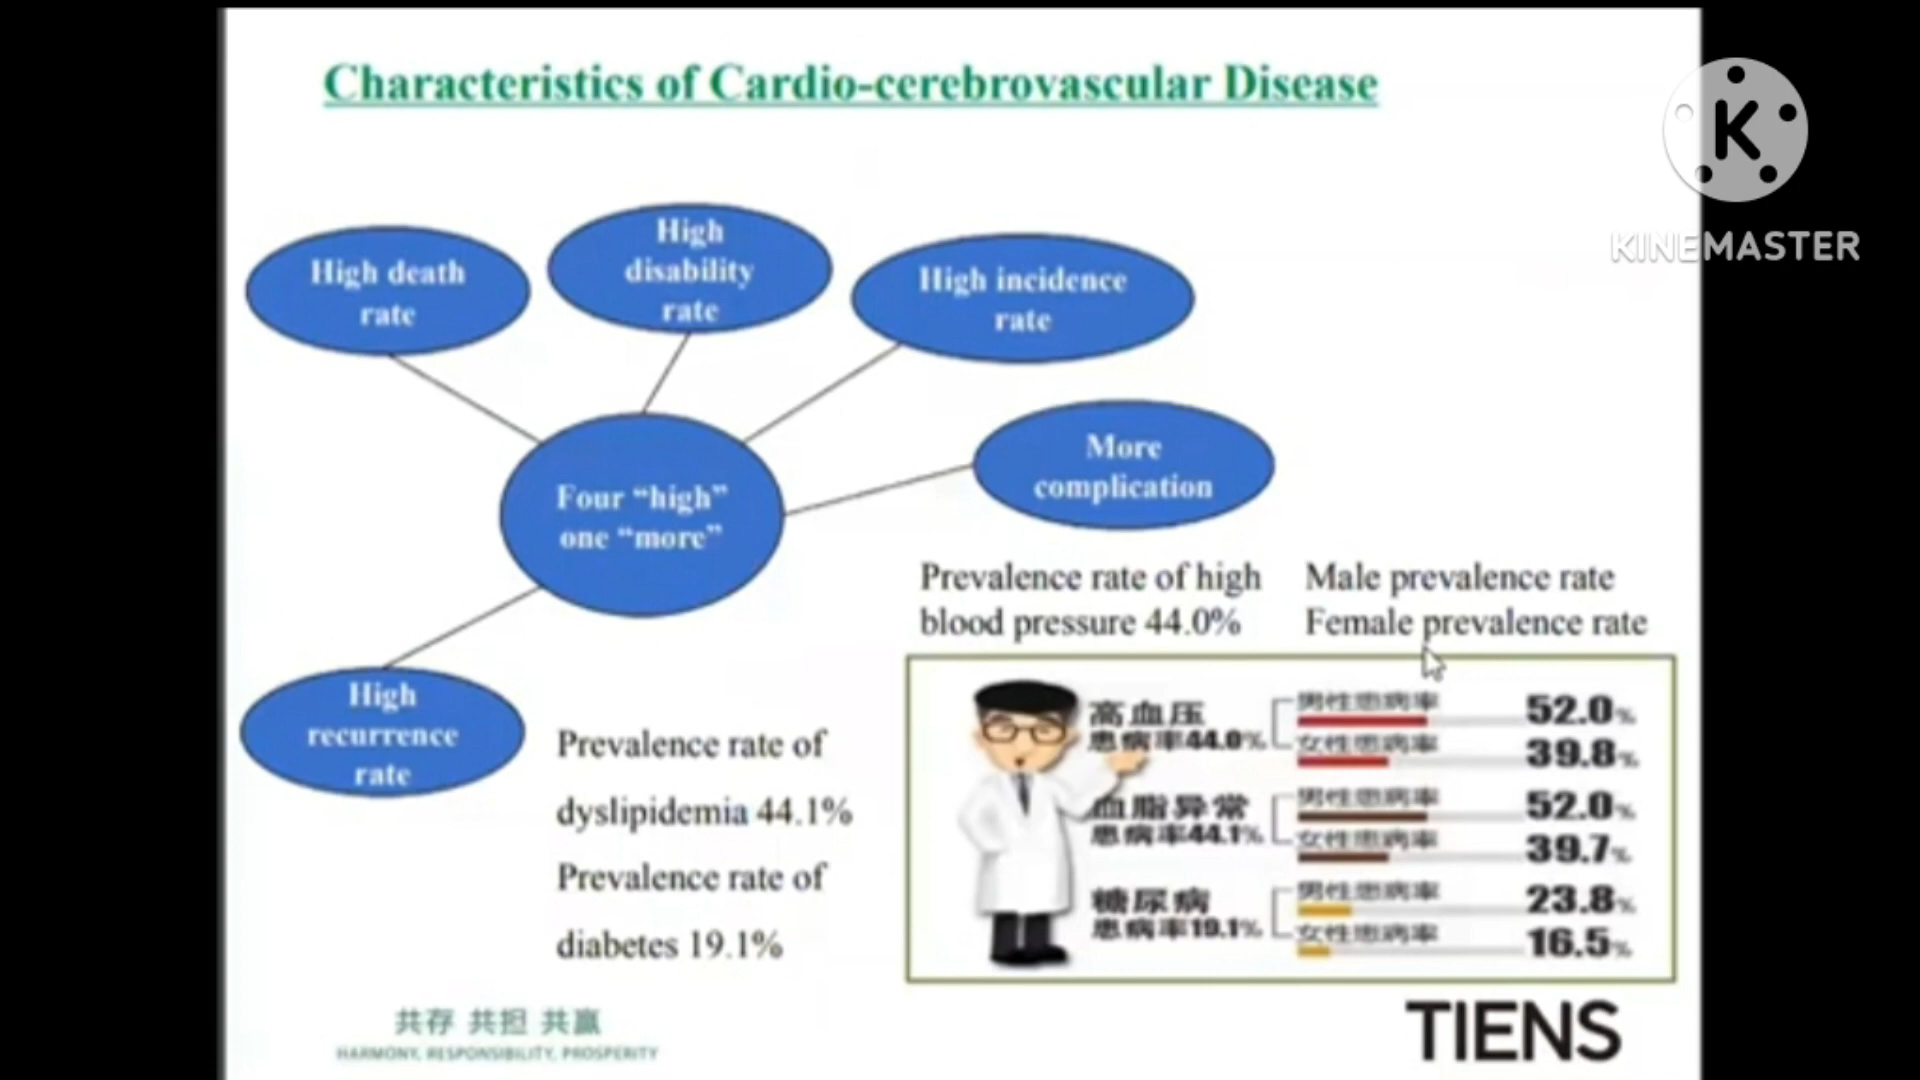 Characteristics of Cardio-cerebrovascular Disease
K
KINEMASTER
High death
rate
High
disability
rate
High incidence
rate
More
complication
Four “high”
one “more”
High
recurrence
rate
Prevalence rate of high
blood pressure 44.0%
Male prevalence rate
Female prevalence rate
Prevalence rate of
dyslipidemia 44.1%
Prevalence rate of
diabetes 19.1%
高血压
患病率44.0%
男性患病率
52.0%
女性患病率
39.8%
血脂异常
患病率44.1%
男性患病率
52.0%
女性患病率
39.7%
糖尿病
患病率19.1%
男性患病率
23.8%
女性患病率
16.5%
共存 共担 共赢
HARMONY, RESPONSIBILITY, PROSPERITY
TIENS